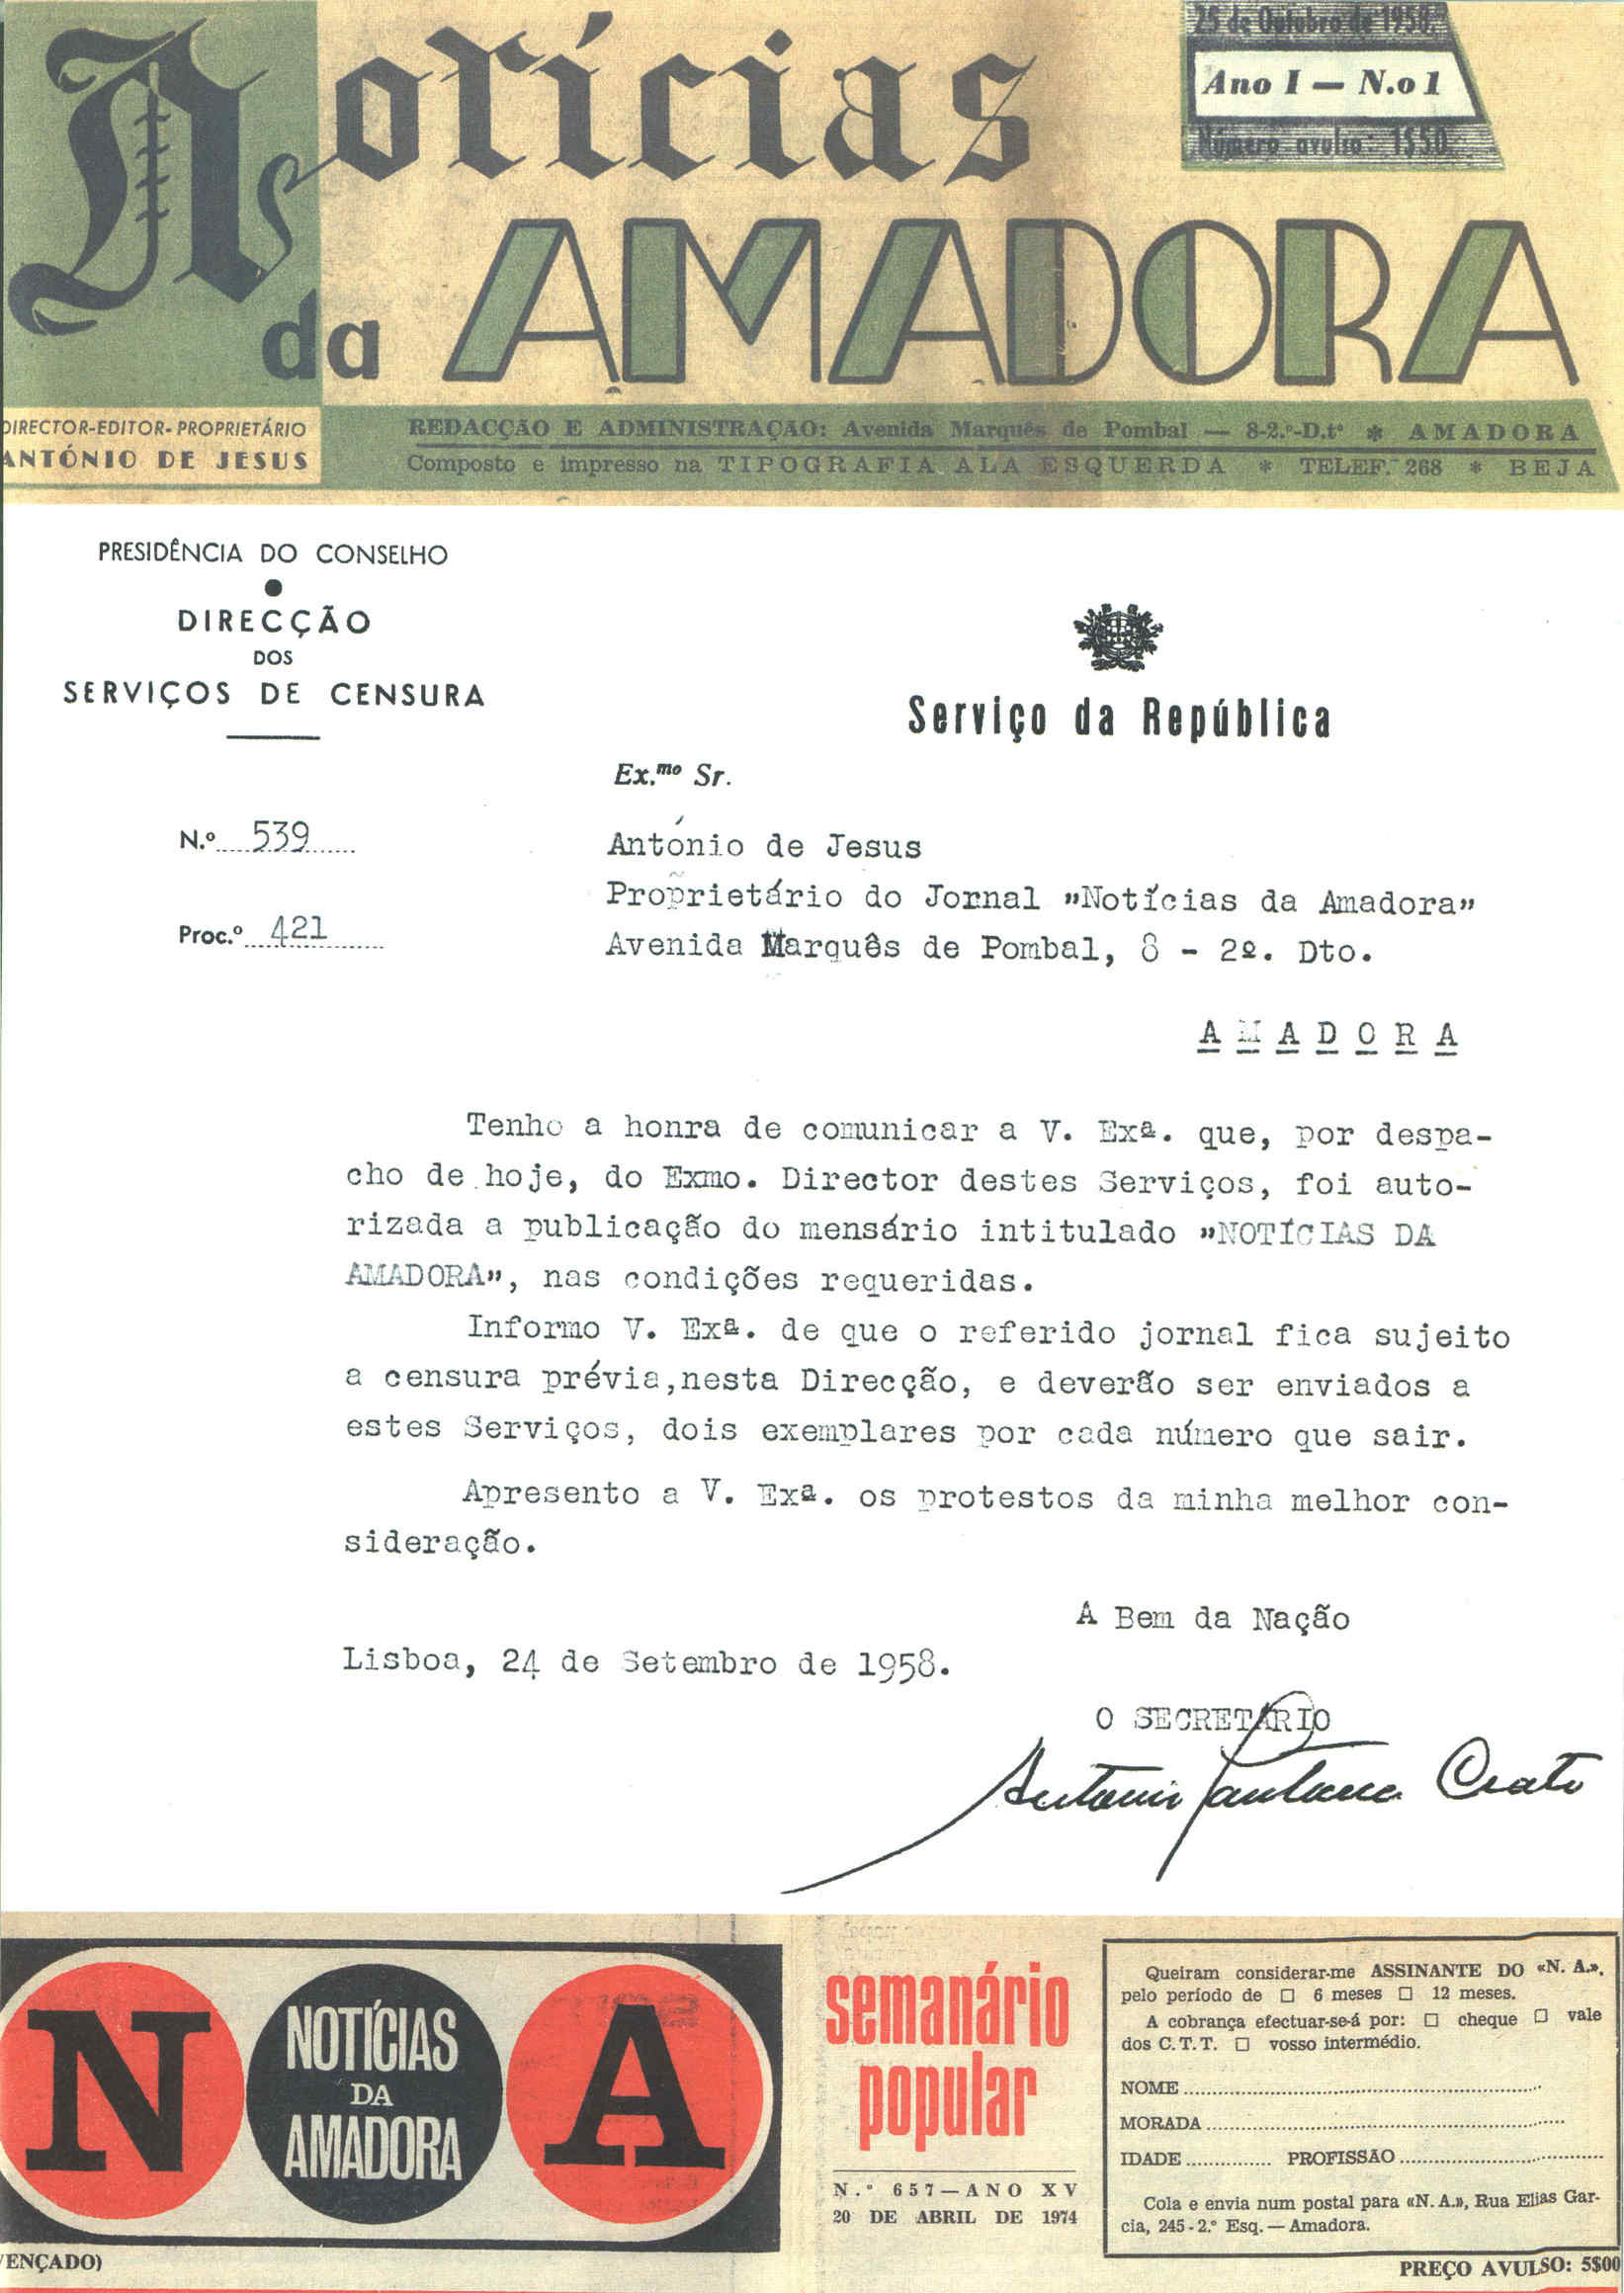 Notícias
da AMADORA
25 de Outubro de 1958
Ano I — N.o 1
Número avulso: 1$50
DIRECTOR-EDITOR-PROPRIETÁRIO
ANTÓNIO DE JESUS
REDACÇÃO E ADMINISTRAÇÃO: Avenida Marquês de Pombal — 8-2.º-D.tº * AMADORA
Composto e impresso na TIPOGRAFIA ALA ESQUERDA * TELEF. 268 * BEJA
PRESIDÊNCIA DO CONSELHO
DIRECÇÃO
DOS
SERVIÇOS DE CENSURA
Serviço da República
Ex.mo Sr.
N.º 539
Proc.º 421
António de Jesus
Proprietário do Jornal "Notícias da Amadora"
Avenida Marquês de Pombal, 8 - 2º. Dto.
A M A D O R A
Tenho a honra de comunicar a V. Exª. que, por despa-
cho de hoje, do Exmo. Director destes Serviços, foi auto-
rizada a publicação do mensário intitulado "NOTÍCIAS DA
AMADORA", nas condições requeridas.
Informo V. Exª. de que o referido jornal fica sujeito
a censura prévia,nesta Direcção, e deverão ser enviados a
estes Serviços, dois exemplares por cada número que sair.
Apresento a V. Exª. os protestos da minha melhor con-
sideração.
A Bem da Nação
Lisboa, 24 de Setembro de 1958.
O SECRETÁRIO
N
NOTÍCIAS
DA
AMADORA
A
semanário
popular
N.º 657—ANO XV
20 DE ABRIL DE 1974
Queiram considerar-me ASSINANTE DO «N. A.»,
pelo período de □ 6 meses □ 12 meses.
A cobrança efectuar-se-á por: □ cheque □ vale
dos C. T. T. □ vosso intermédio.
NOME
MORADA
IDADE PROFISSÃO
Cola e envia num postal para «N. A.», Rua Elias Gar-
cia, 245-2.º Esq. — Amadora.
VENÇADO)
PREÇO AVULSO: 5$00